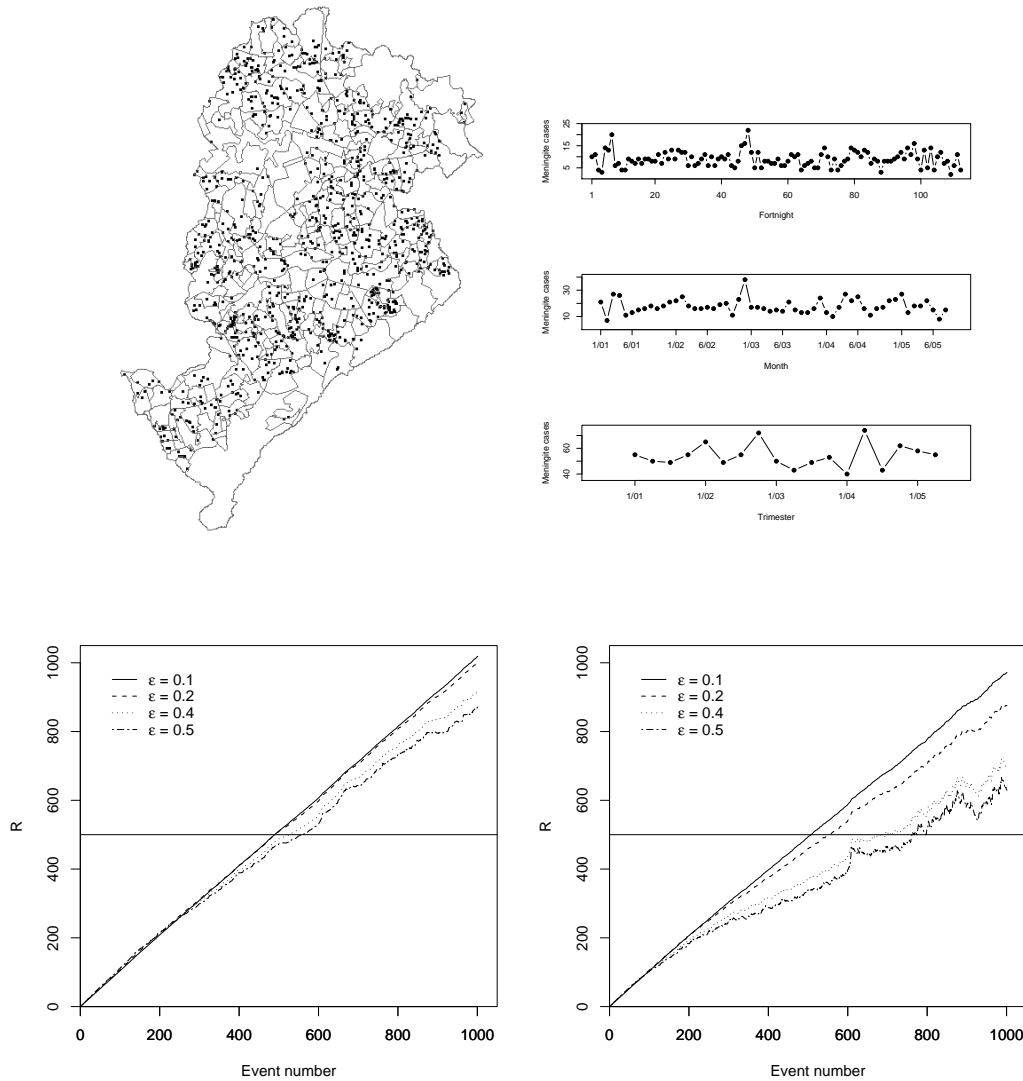 Meningite cases
5 15 25
1 20 40 60 80 100
Fortnight
Meningite cases
10 30
1/01 6/01 1/02 6/02 1/03 6/03 1/04 6/04 1/05 6/05
Month
Meningite cases
40 60
1/01 1/02 1/03 1/04 1/05
Trimester
R
0 200 400 600 800 1000
ε = 0.1
ε = 0.2
ε = 0.4
ε = 0.5
0 200 400 600 800 1000
Event number
R
0 200 400 600 800 1000
ε = 0.1
ε = 0.2
ε = 0.4
ε = 0.5
0 200 400 600 800 1000
Event number